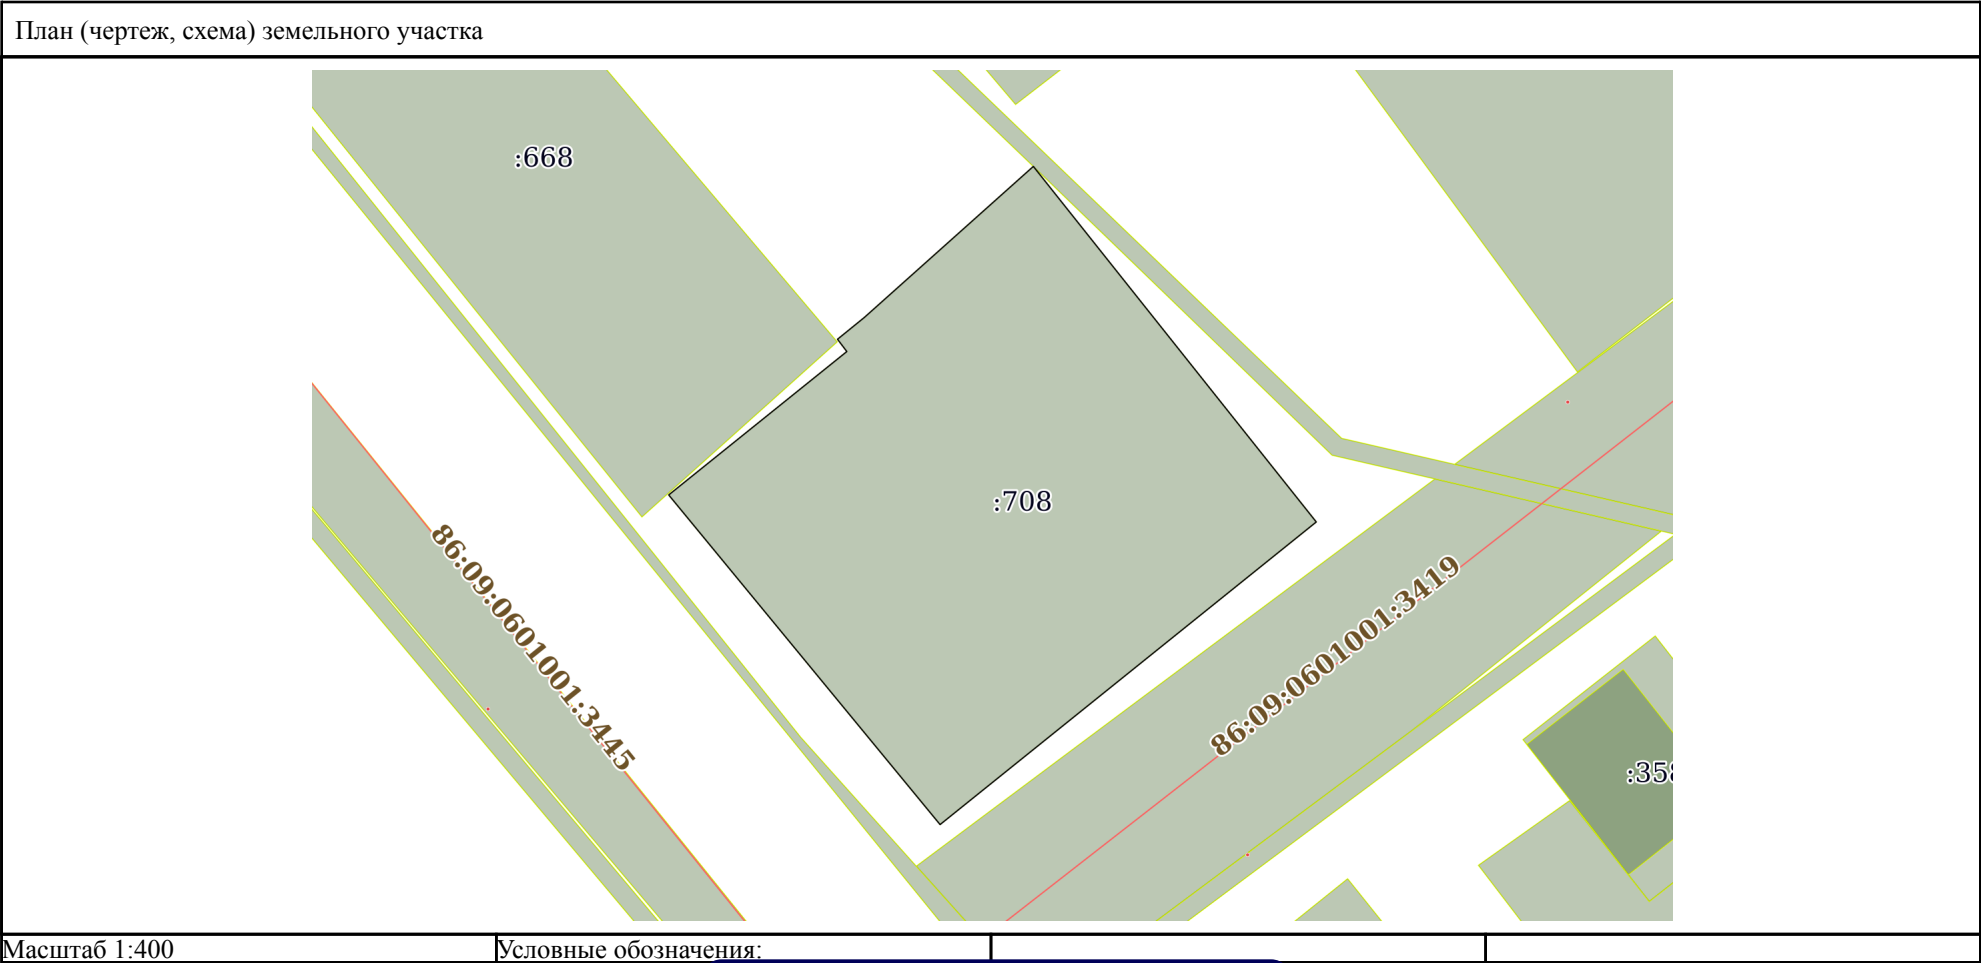 План (чертеж, схема) земельного участка
:668
:708
86:09:0601001:3445
86:09:0601001:3419
:358
Масштаб 1:400
Условные обозначения: